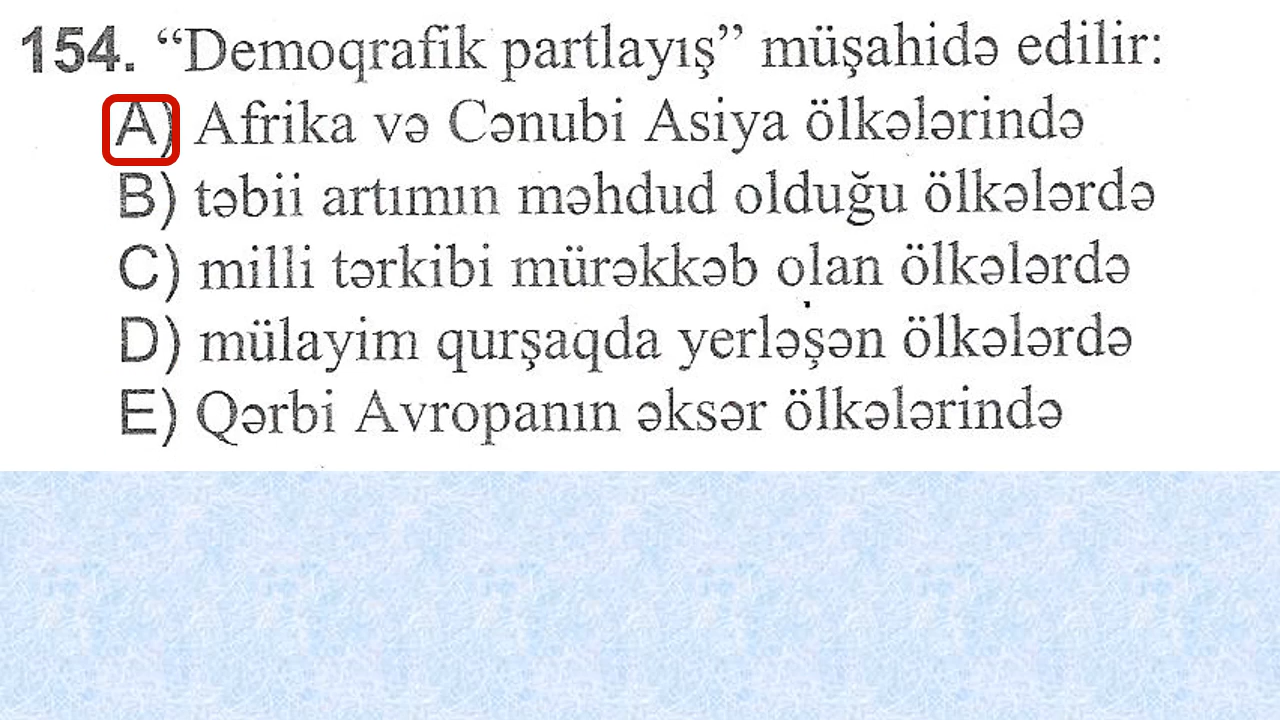 154. “Demoqrafik partlayış” müşahidə edilir:
A) Afrika və Cənubi Asiya ölkələrində
B) təbii artımın məhdud olduğu ölkələrdə
C) milli tərkibi mürəkkəb olan ölkələrdə
D) mülayim qurşaqda yerləşən ölkələrdə
E) Qərbi Avropanın əksər ölkələrində